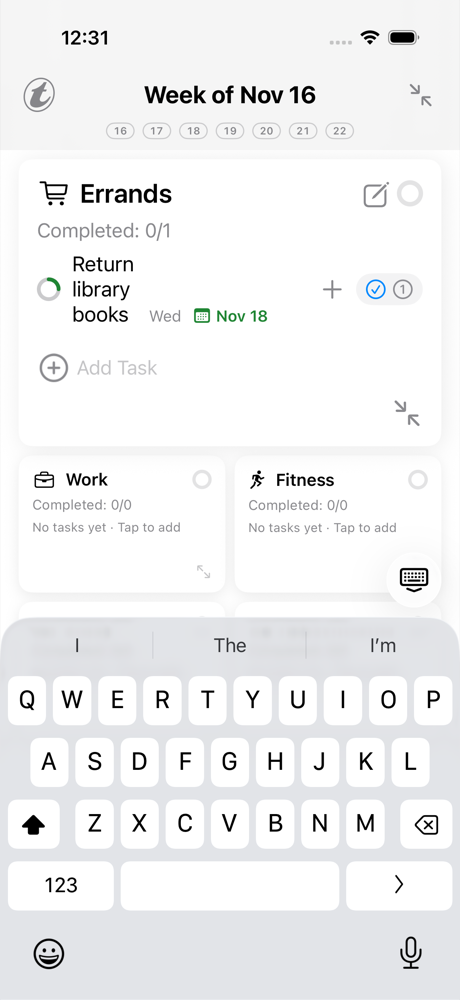 12:31
t
Week of Nov 16
16 17 18 19 20 21 22
Errands
Completed: 0/1
Return
library
books Wed Nov 18
1
Add Task
Work
Completed: 0/0
No tasks yet · Tap to add
Fitness
Completed: 0/0
No tasks yet · Tap to add
I The I’m
Q W E R T Y U I O P
A S D F G H J K L
Z X C V B N M
123